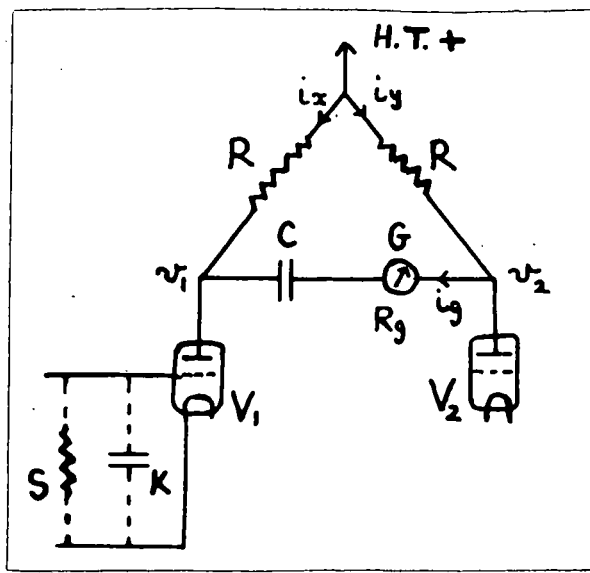 H.T. +
ix iy
R R
C G
v1 v2
Rg ig
V1 V2
S K